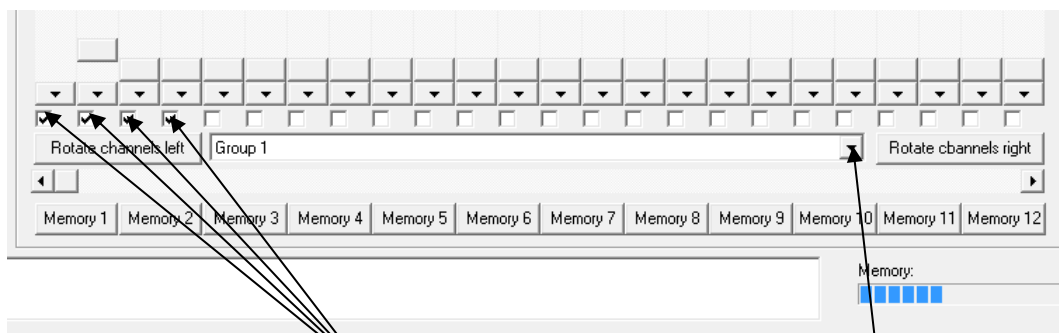 Rotate channels left Group 1 Rotate cbannels right
Memory 1 Memory 2 Memory 3 Memory 4 Memory 5 Memory 6 Memory 7 Memory 8 Memory 9 Memory 10 Memory 11 Memory 12
Memory: